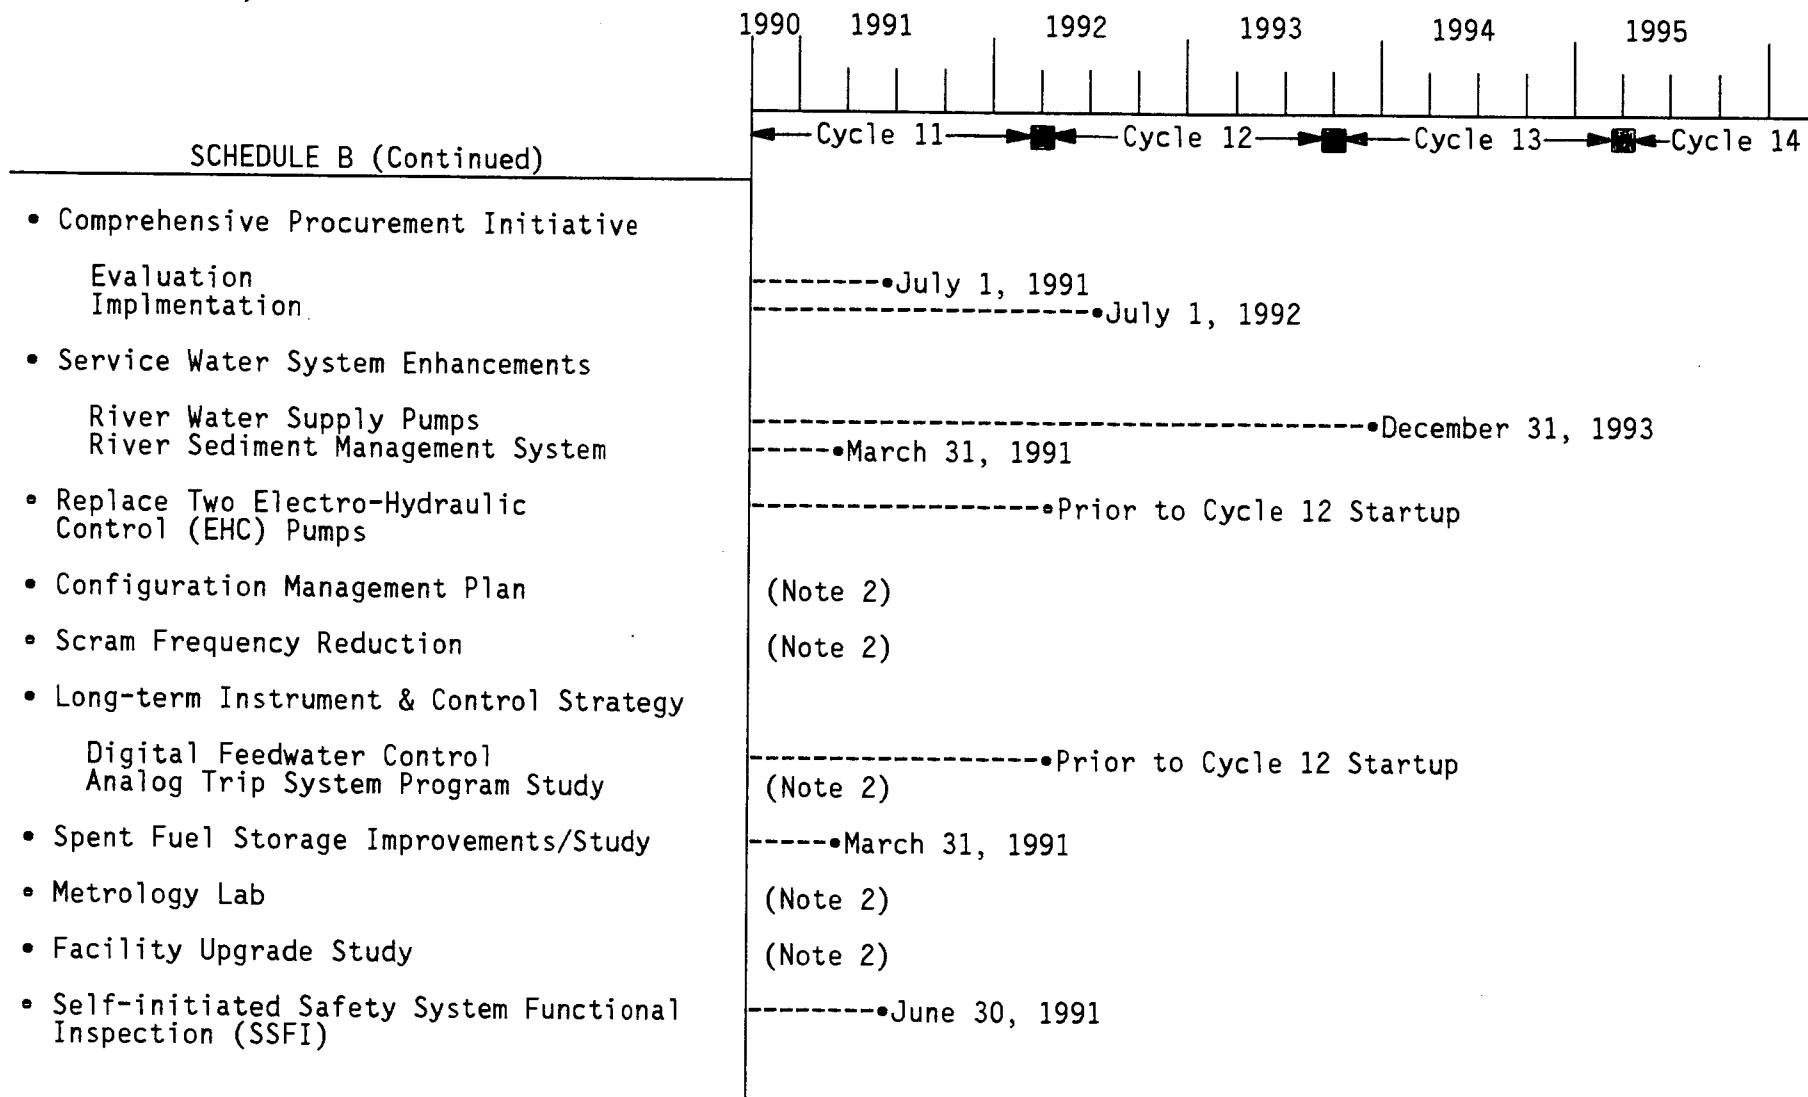 1990 1991 1992 1993 1994 1995
Cycle 11 Cycle 12 Cycle 13 Cycle 14
SCHEDULE B (Continued)
• Comprehensive Procurement Initiative
Evaluation July 1, 1991
Implmentation July 1, 1992
• Service Water System Enhancements
River Water Supply Pumps December 31, 1993
River Sediment Management System March 31, 1991
• Replace Two Electro-Hydraulic Prior to Cycle 12 Startup
Control (EHC) Pumps
• Configuration Management Plan (Note 2)
• Scram Frequency Reduction (Note 2)
• Long-term Instrument & Control Strategy
Digital Feedwater Control Prior to Cycle 12 Startup
Analog Trip System Program Study (Note 2)
• Spent Fuel Storage Improvements/Study March 31, 1991
• Metrology Lab (Note 2)
• Facility Upgrade Study (Note 2)
• Self-initiated Safety System Functional June 30, 1991
Inspection (SSFI)